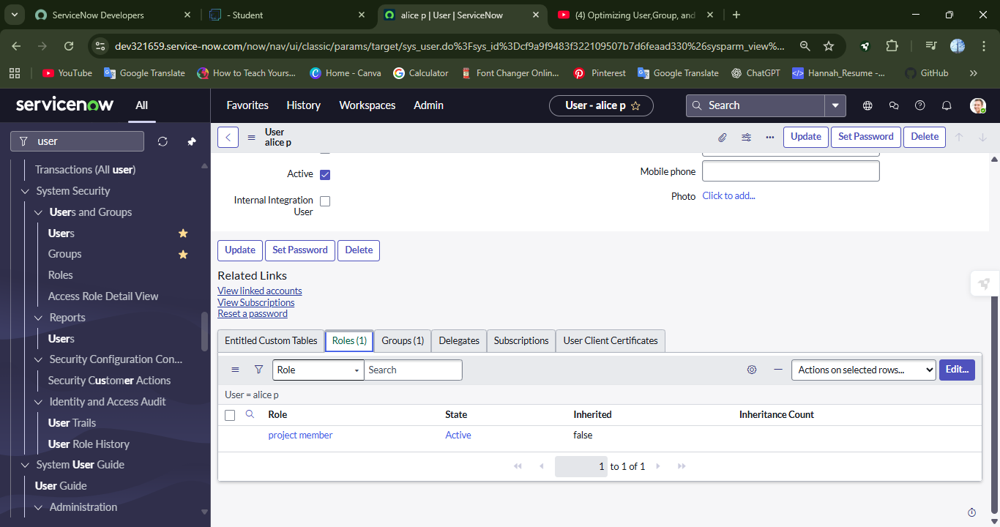 ServiceNow Developers
- Student
alice p | User | ServiceNow
(4) Optimizing User,Group, and
dev321659.service-now.com/now/nav/ui/classic/params/target/sys_user.do%3Fsys_id%3Dcf9a9f9483f322109507b7d6feaad330%26sysparm_view%...
YouTube
Google Translate
How to Teach Yours...
Home - Canva
Calculator
Font Changer Onlin...
Pinterest
Google Translate
ChatGPT
Hannah_Resume -...
GitHub
servicenow
All
Favorites
History
Workspaces
Admin
User - alice p
Search
user
User
alice p
Update
Set Password
Delete
Transactions (All user)
System Security
Users and Groups
Users
Groups
Roles
Access Role Detail View
Reports
Users
Security Configuration Con...
Security Customer Actions
Identity and Access Audit
User Trails
User Role History
System User Guide
User Guide
Administration
Active
Mobile phone
Internal Integration
User
Photo Click to add...
Update
Set Password
Delete
Related Links
View linked accounts
View Subscriptions
Reset a password
Entitled Custom Tables
Roles (1)
Groups (1)
Delegates
Subscriptions
User Client Certificates
Role
Search
Actions on selected rows...
Edit...
User = alice p
Role State Inherited Inheritance Count
project member Active false
1 to 1 of 1